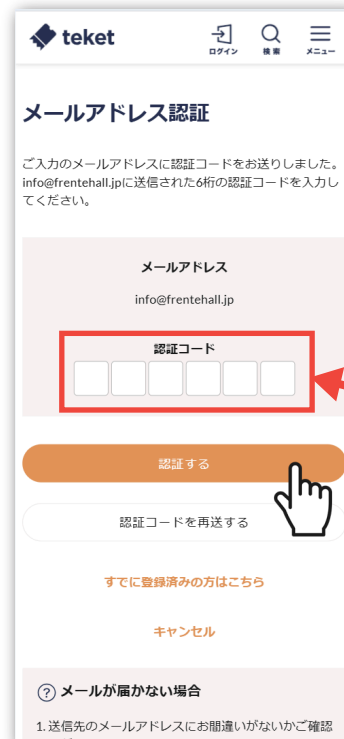 teket
ログイン
検索
メニュー
メールアドレス認証
ご入力のメールアドレスに認証コードをお送りしました。
info@frentehall.jpに送信された6桁の認証コードを入力し
てください。
メールアドレス
info@frentehall.jp
認証コード
認証する
認証コードを再送する
すでに登録済みの方はこちら
キャンセル
? メールが届かない場合
1. 送信先のメールアドレスにお間違いがないかご確認